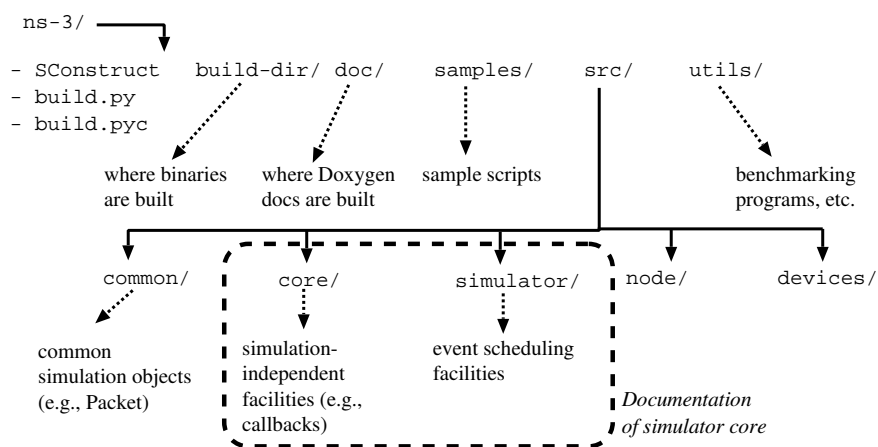 ns-3/
- SConstruct build-dir/ doc/ samples/ src/ utils/
- build.py
- build.pyc
where binaries
are built
where Doxygen
docs are built
sample scripts
benchmarking
programs, etc.
common/ core/ simulator/ node/ devices/
common
simulation objects
(e.g., Packet)
simulation-
independent
facilities (e.g.,
callbacks)
event scheduling
facilities
Documentation
of simulator core